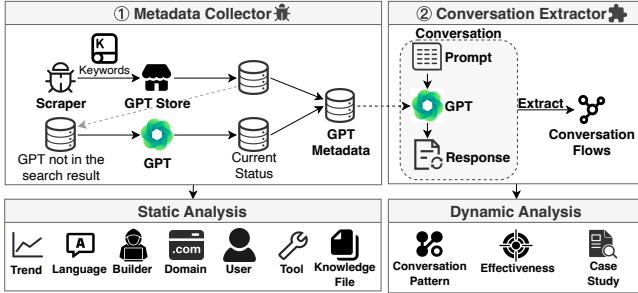 ① Metadata Collector
② Conversation Extractor
K
Keywords
Scraper
GPT Store
GPT not in the
search result
GPT
Current
Status
GPT
Metadata
Conversation
Prompt
GPT
Response
Extract
Conversation
Flows
Static Analysis
A
.com
Trend
Language
Builder
Domain
User
Tool
Knowledge
File
Dynamic Analysis
Conversation
Pattern
Effectiveness
Case
Study